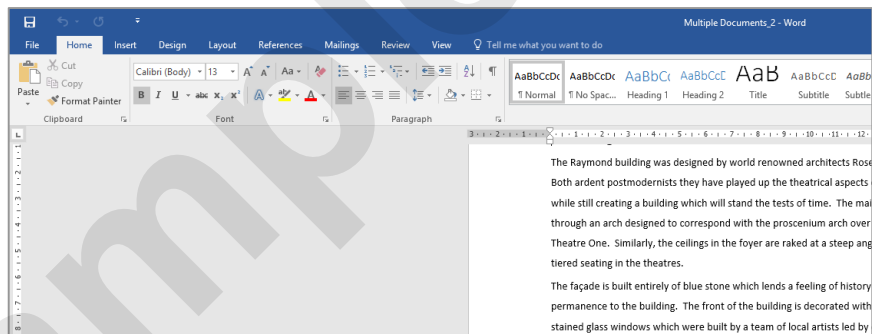 Multiple Documents_2 - Word
File Home Insert Design Layout References Mailings Review View Tell me what you want to do
Cut
Copy
Paste
Format Painter
Calibri (Body) 13
AaBbCcDc AaBbCcDc AaBbC AaBbCcE AaB AaBbCcD AaBb
¶ Normal ¶ No Spac... Heading 1 Heading 2 Title Subtitle Subtle
Clipboard Font Paragraph
The Raymond building was designed by world renowned architects Rose
Both ardent postmodernists they have played up the theatrical aspects
while still creating a building which will stand the tests of time. The mai
through an arch designed to correspond with the proscenium arch over
Theatre One. Similarly, the ceilings in the foyer are raked at a steep ang
tiered seating in the theatres.
The façade is built entirely of blue stone which lends a feeling of history
permanence to the building. The front of the building is decorated with
stained glass windows which were built by a team of local artists led by